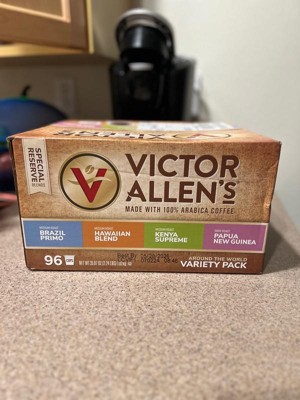 SPECIAL
RESERVE
BLENDS
VICTOR
ALLEN'S
MADE WITH 100% ARABICA COFFEE
BRAZIL
PRIMO
HAWAIIAN
BLEND
KENYA
SUPREME
PAPUA
NEW GUINEA
96
AROUND THE WORLD
VARIETY PACK